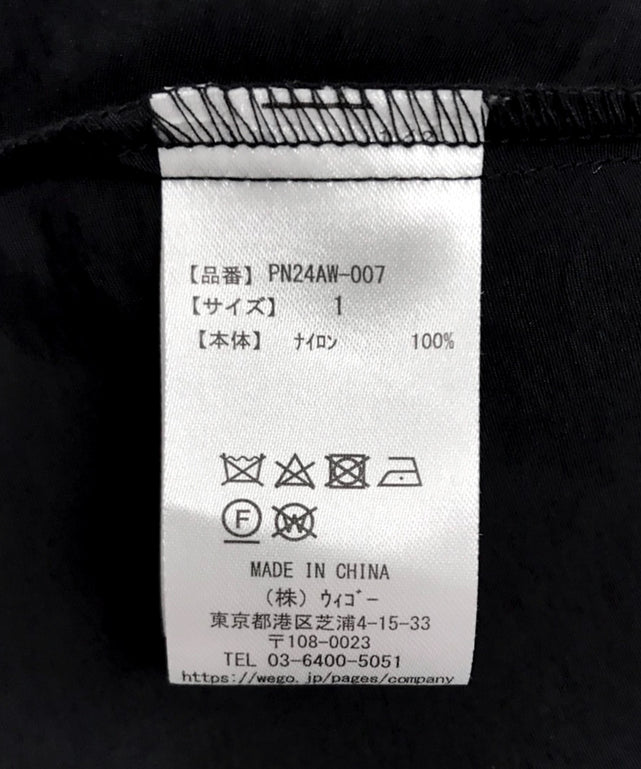 【品番】PN24AW-007
【サイズ】 1
【本体】 ﾅｲﾛﾝ 100%
F W
MADE IN CHINA
（株）ｳｨｺﾞｰ
東京都港区芝浦4-15-33
〒108-0023
TEL 03-6400-5051
https://wego.jp/pages/company